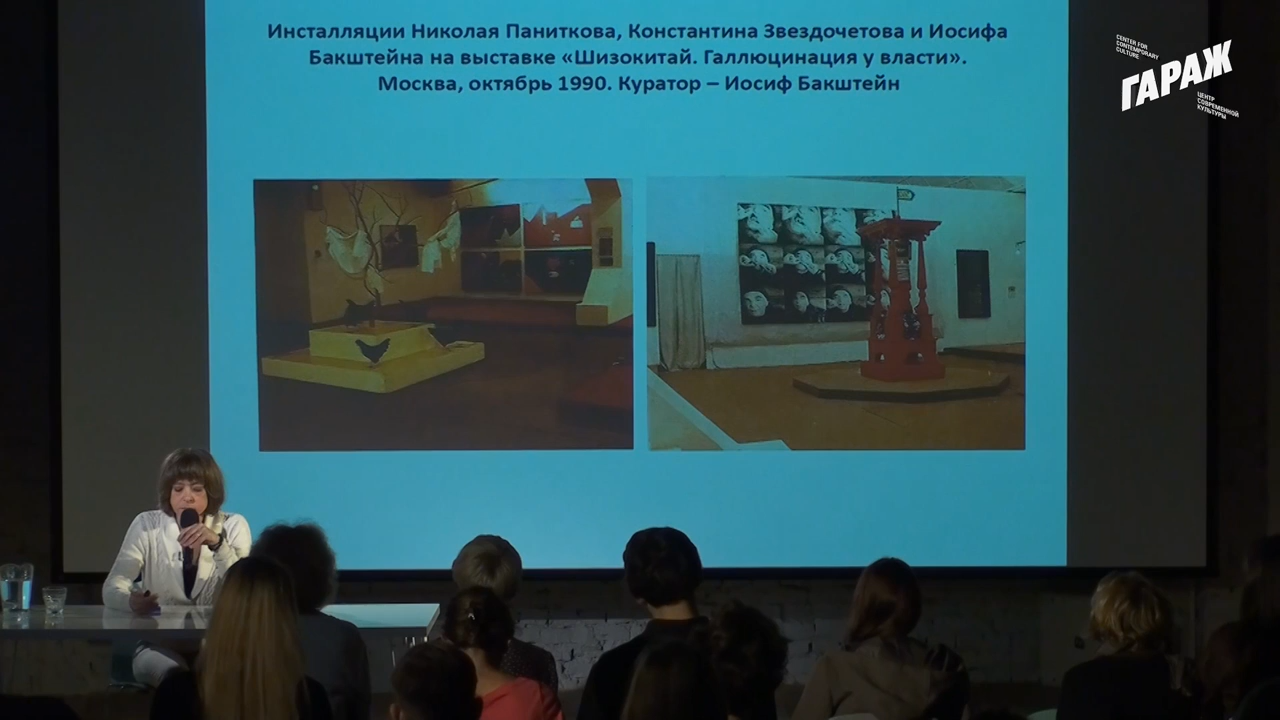 Инсталляции Николая Паниткова, Константина Звездочетова и Иосифа
Бакштейна на выставке «Шизокитай. Галлюцинация у власти».
Москва, октябрь 1990. Куратор – Иосиф Бакштейн
CENTER FOR
CONTEMPORARY
CULTURE
ГАРАЖ
ЦЕНТР
СОВРЕМЕННОЙ
КУЛЬТУРЫ